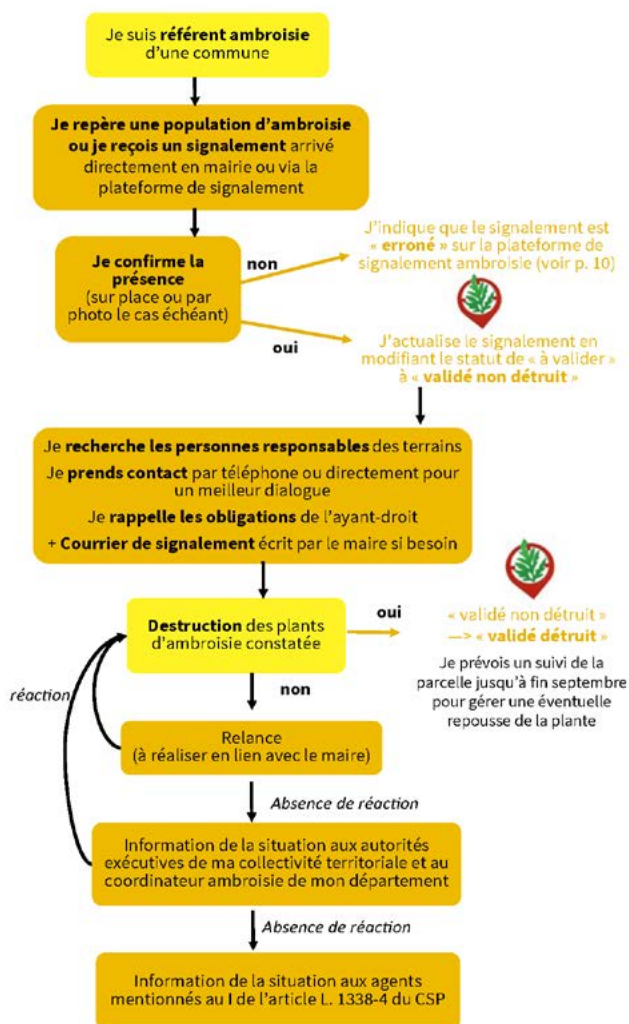 Je suis référent ambroisie
d'une commune
Je repère une population d'ambroisie
ou je reçois un signalement arrivé
directement en mairie ou via la
plateforme de signalement
Je confirme la
présence
(sur place ou par
photo le cas échéant)
non
J'indique que le signalement est
« erroné » sur la plateforme de
signalement ambroisie (voir p. 10)
oui
J'actualise le signalement en
modifiant le statut de « à valider »
à « validé non détruit »
Je recherche les personnes responsables des terrains
Je prends contact par téléphone ou directement pour
un meilleur dialogue
Je rappelle les obligations de l'ayant-droit
+ Courrier de signalement écrit par le maire si besoin
Destruction des plants
d'ambroisie constatée
oui
« validé non détruit »
—> « validé détruit »
Je prévois un suivi de la
parcelle jusqu'à fin septembre
pour gérer une éventuelle
repousse de la plante
réaction
non
Relance
(à réaliser en lien avec le maire)
Absence de réaction
Information de la situation aux autorités
exécutives de ma collectivité territoriale et au
coordinateur ambroisie de mon département
Absence de réaction
Information de la situation aux agents
mentionnés au I de l'article L. 1338-4 du CSP